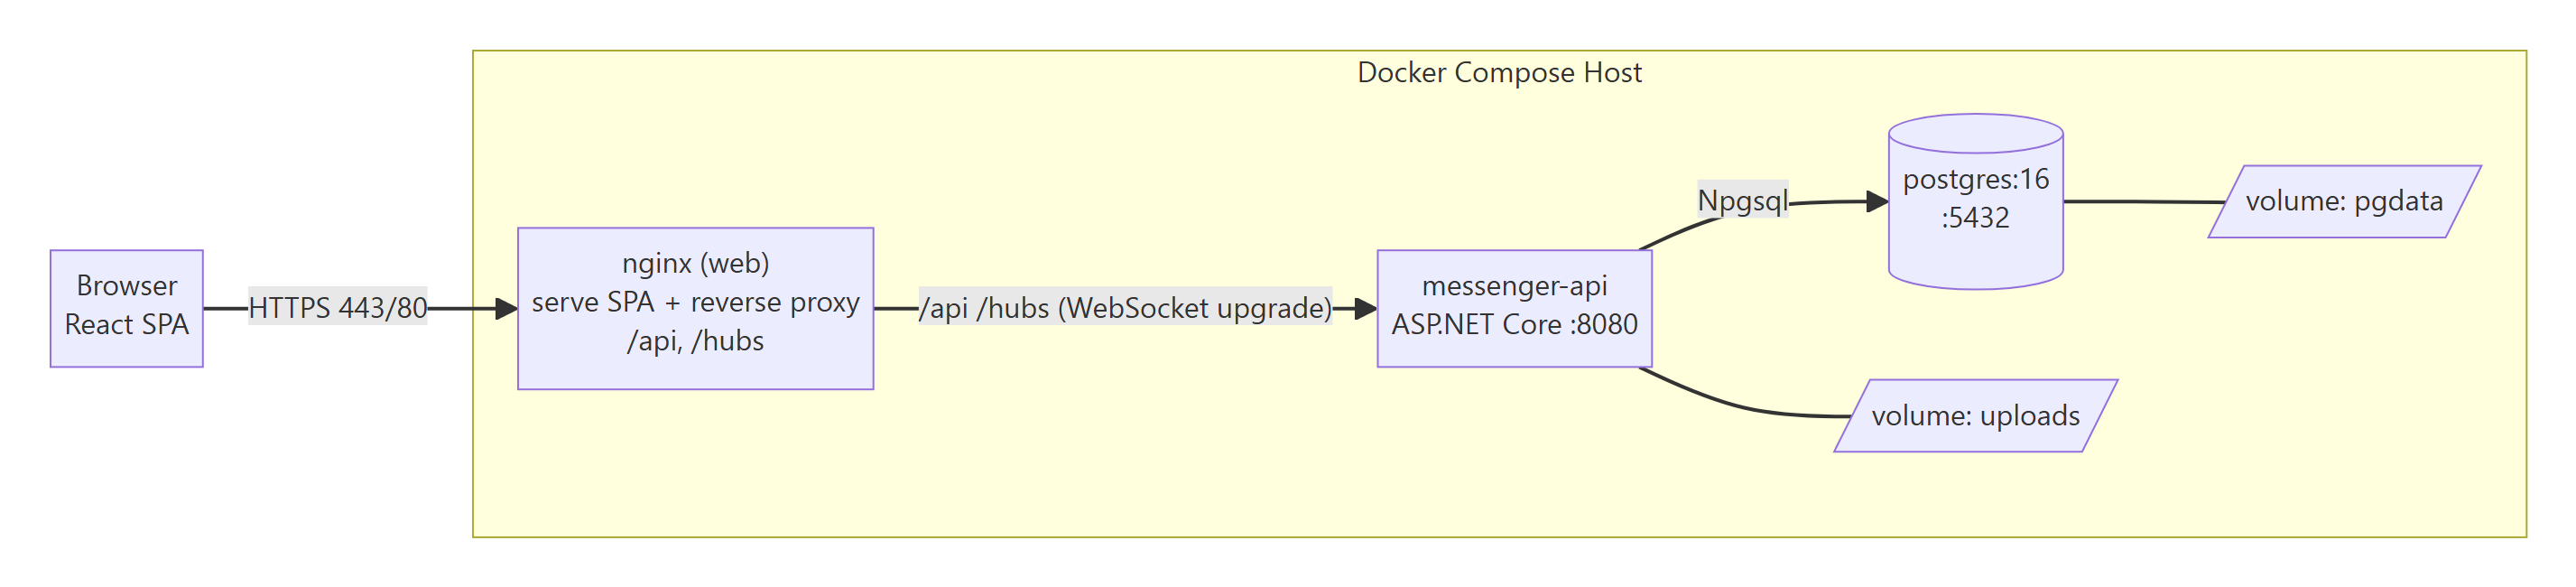 Docker Compose Host
Browser
React SPA
HTTPS 443/80
nginx (web)
serve SPA + reverse proxy
/api, /hubs
/api /hubs (WebSocket upgrade)
messenger-api
ASP.NET Core :8080
Npgsql
postgres:16
:5432
volume: pgdata
volume: uploads